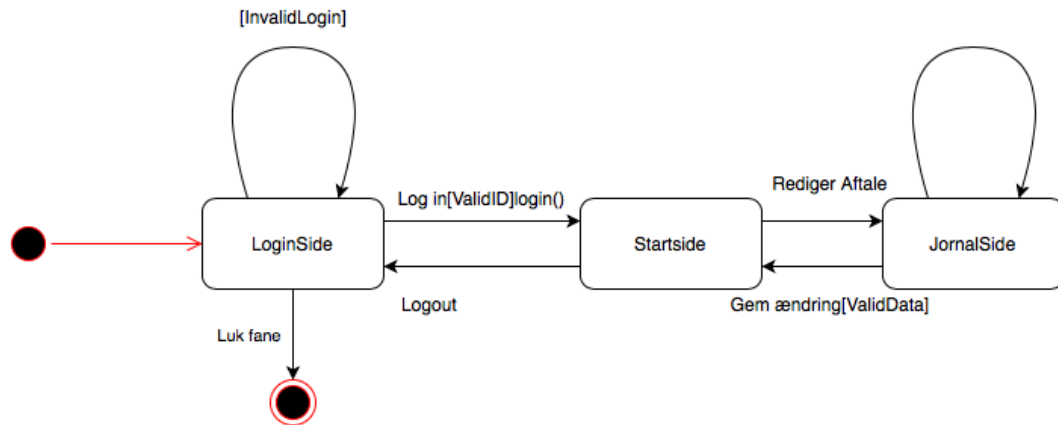 [InvalidLogin]
Rediger Aftale
Log in[ValidID]login()
LoginSide
Startside
JornalSide
Logout
Gem ændring[ValidData]
Luk fane